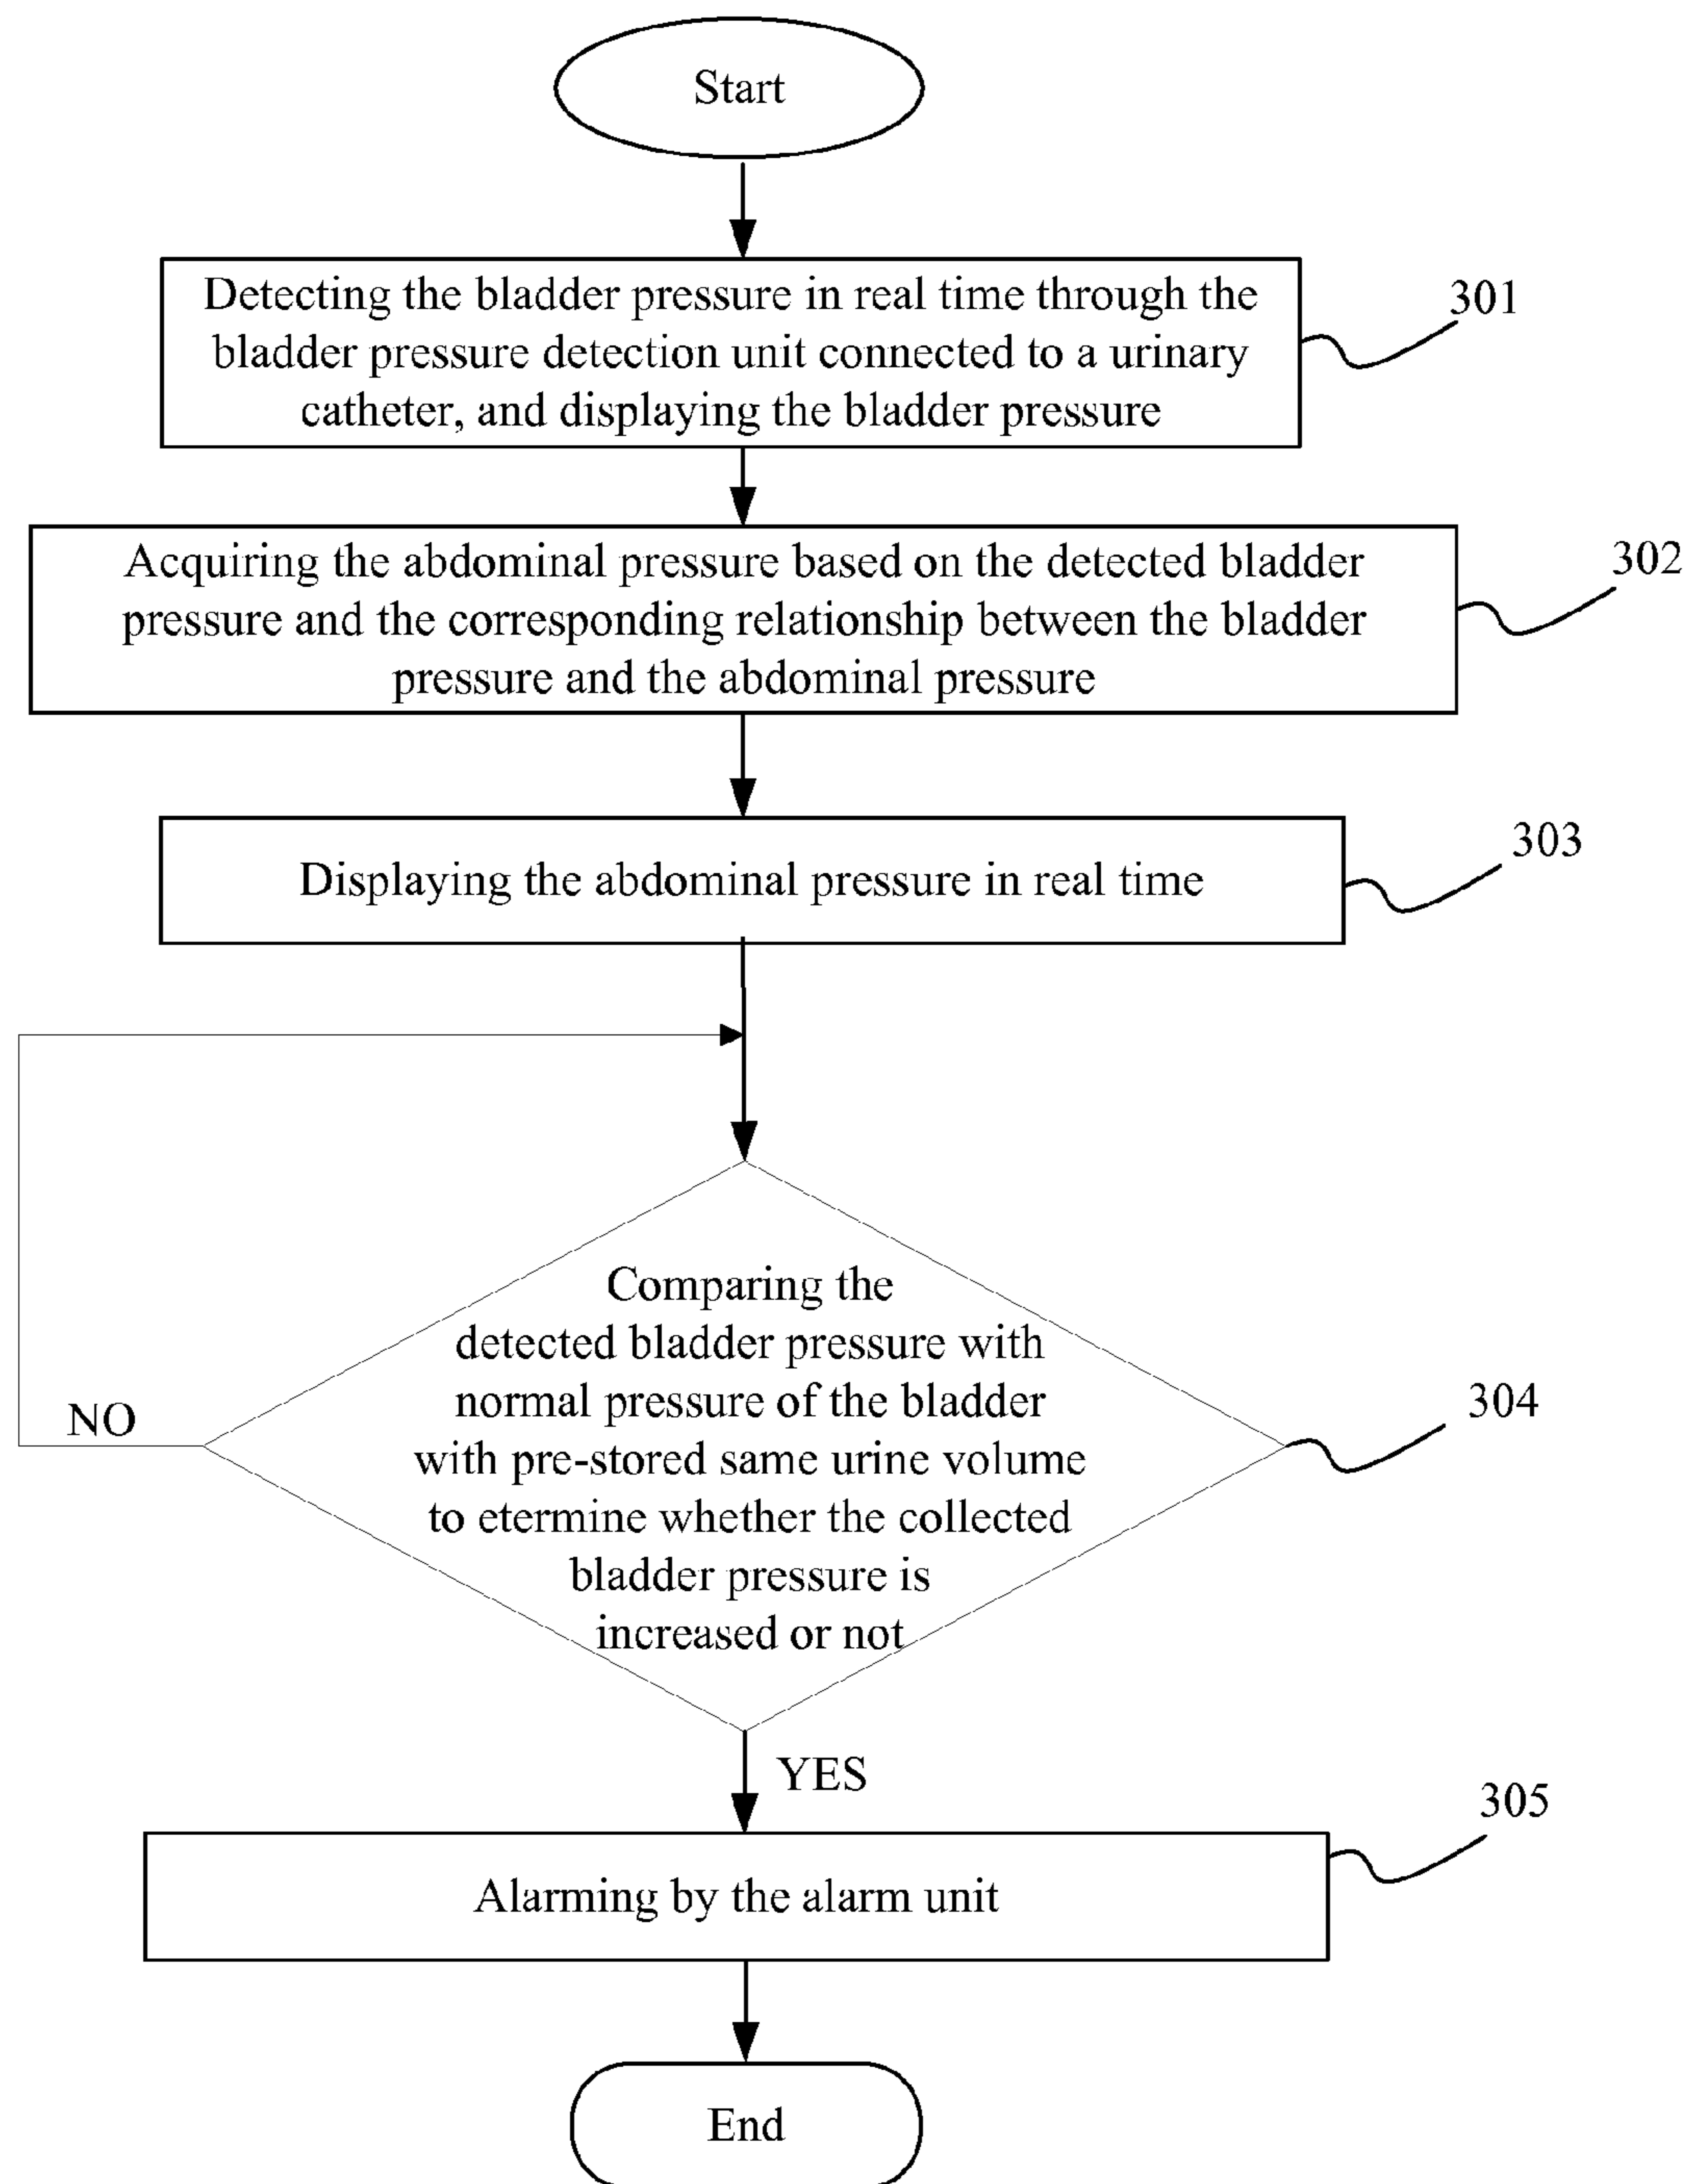 Start
Detecting the bladder pressure in real time through the
bladder pressure detection unit connected to a urinary
catheter, and displaying the bladder pressure
301
Acquiring the abdominal pressure based on the detected bladder
pressure and the corresponding relationship between the bladder
pressure and the abdominal pressure
302
Displaying the abdominal pressure in real time
303
Comparing the
detected bladder pressure with
normal pressure of the bladder
with pre-stored same urine volume
to etermine whether the collected
bladder pressure is
increased or not
304
NO
YES
Alarming by the alarm unit
305
End